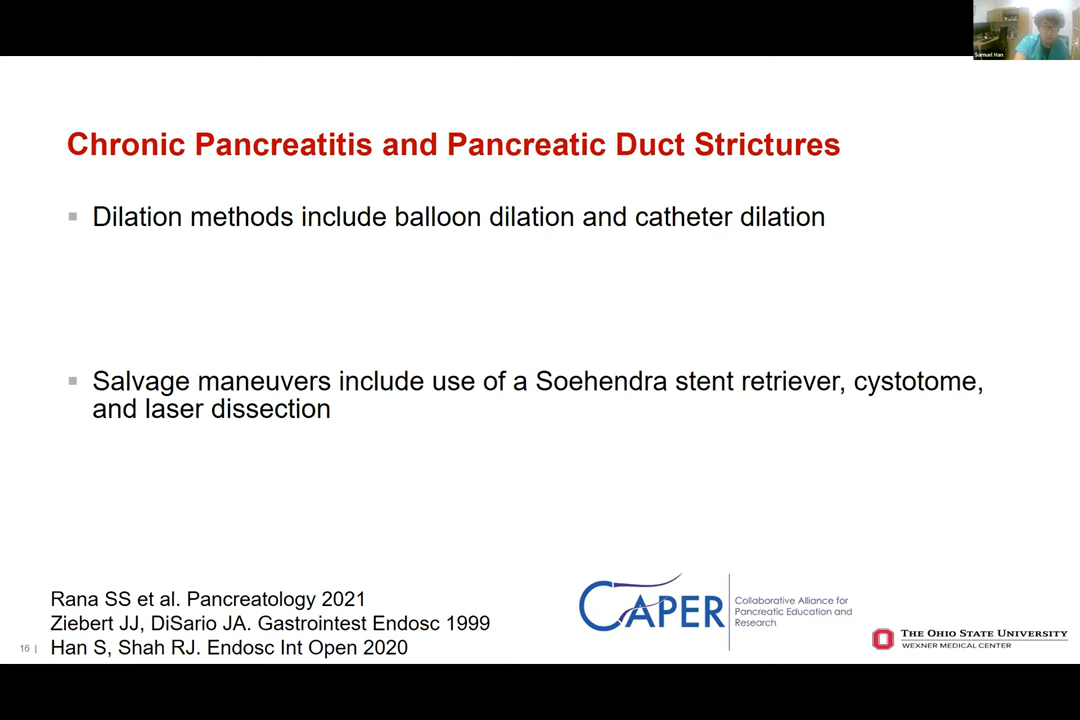 Samuel Han
Chronic Pancreatitis and Pancreatic Duct Strictures
Dilation methods include balloon dilation and catheter dilation
Salvage maneuvers include use of a Soehendra stent retriever, cystotome,
and laser dissection
Rana SS et al. Pancreatology 2021
Ziebert JJ, DiSario JA. Gastrointest Endosc 1999
16 | Han S, Shah RJ. Endosc Int Open 2020
CAPER
Collaborative Alliance for
Pancreatic Education and
Research
THE OHIO STATE UNIVERSITY
WEXNER MEDICAL CENTER